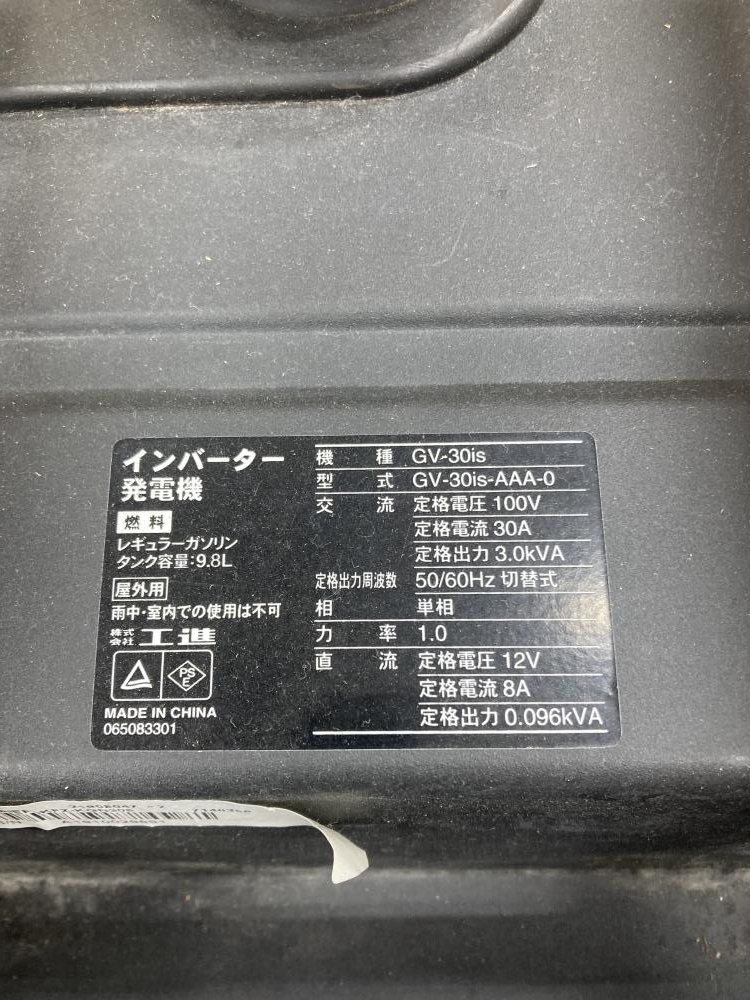 インバーター
発電機
燃料
レギュラーガソリン
タンク容量:9.8L
屋外用
雨中・室内での使用は不可
株式会社 工進
PS
E
MADE IN CHINA
065083301
機種 GV-30is
型式 GV-30is-AAA-0
交流 定格電圧 100V
定格電流 30A
定格出力 3.0kVA
定格出力周波数 50/60Hz 切替式
相 単相
力率 1.0
直流 定格電圧 12V
定格電流 8A
定格出力 0.096kVA